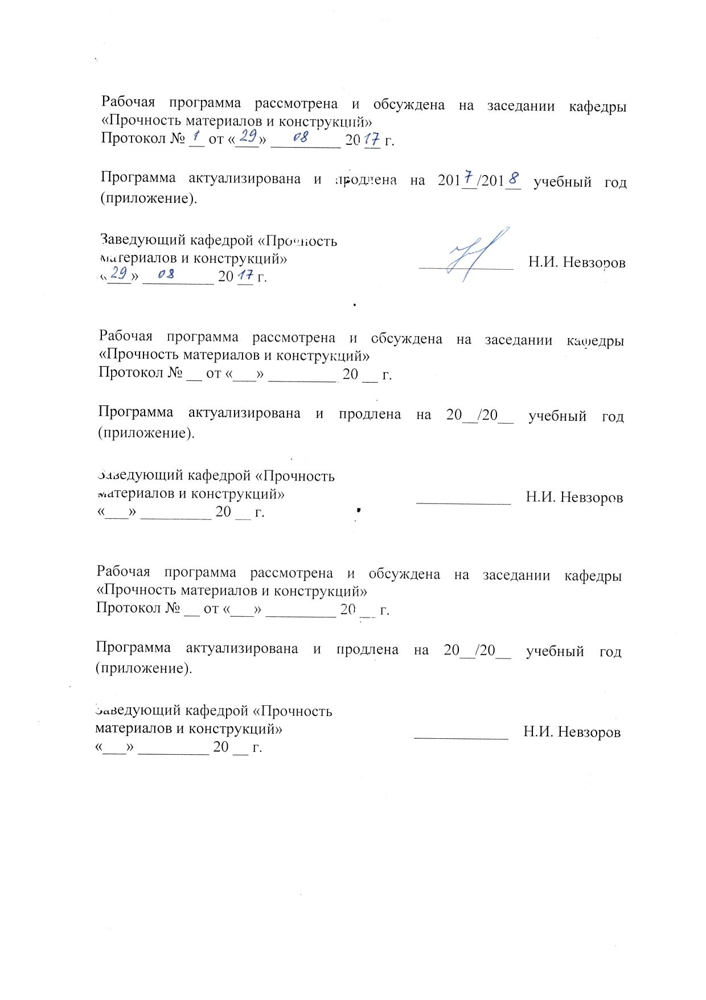 Рабочая программа рассмотрена и обсуждена на заседании кафедры
«Прочность материалов и конструкций»
Протокол № 1 от «29» 08 2017 г.
Программа актуализирована и продлена на 2017/2018 учебный год
(приложение).
Заведующий кафедрой «Прочность
материалов и конструкций» Н.И. Невзоров
«29» 08 2017 г.
Рабочая программа рассмотрена и обсуждена на заседании кафедры
«Прочность материалов и конструкций»
Протокол № __ от «___» _________ 20 __ г.
Программа актуализирована и продлена на 20__/20__ учебный год
(приложение).
Заведующий кафедрой «Прочность
материалов и конструкций» ____________ Н.И. Невзоров
«___» _________ 20 __ г.
Рабочая программа рассмотрена и обсуждена на заседании кафедры
«Прочность материалов и конструкций»
Протокол № __ от «___» _________ 20 __ г.
Программа актуализирована и продлена на 20__/20__ учебный год
(приложение).
Заведующий кафедрой «Прочность
материалов и конструкций» ____________ Н.И. Невзоров
«___» _________ 20 __ г.